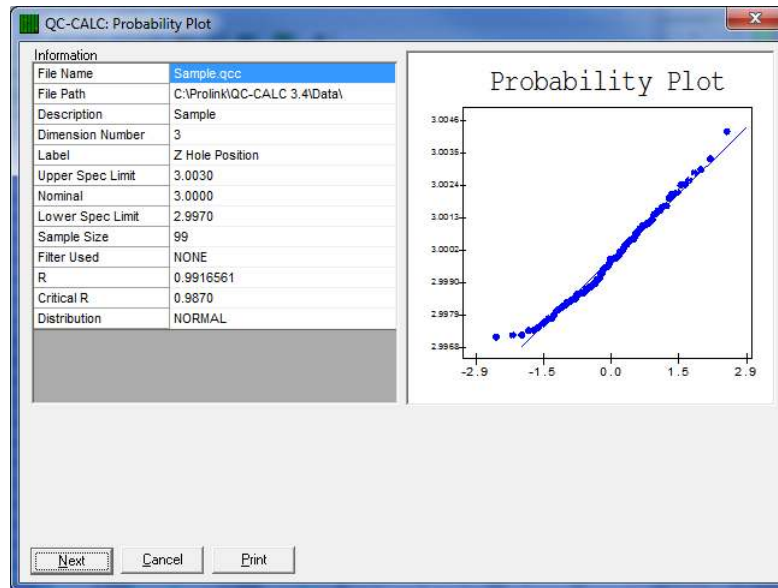 QC-CALC: Probability Plot
Information
File Name Sample.qcc
File Path C:\Prolink\QC-CALC 3.4\Data\
Description Sample
Dimension Number 3
Label Z Hole Position
Upper Spec Limit 3.0030
Nominal 3.0000
Lower Spec Limit 2.9970
Sample Size 99
Filter Used NONE
R 0.9916561
Critical R 0.9870
Distribution NORMAL
Probability Plot
3.0046
3.0035
3.0024
3.0013
3.0002
2.9990
2.9979
2.9968
-2.9 -1.5 0.0 1.5 2.9
Next Cancel Print